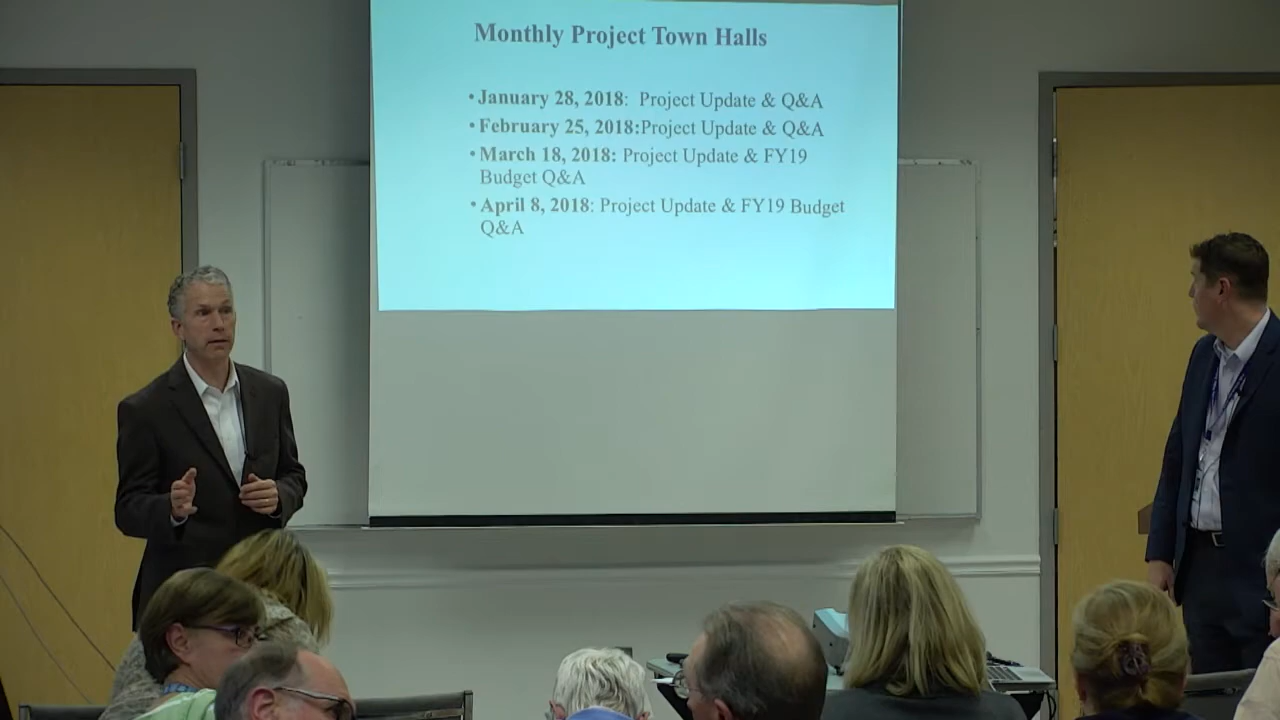 Monthly Project Town Halls
• January 28, 2018: Project Update & Q&A
• February 25, 2018:Project Update & Q&A
• March 18, 2018: Project Update & FY19
Budget Q&A
• April 8, 2018: Project Update & FY19 Budget
Q&A